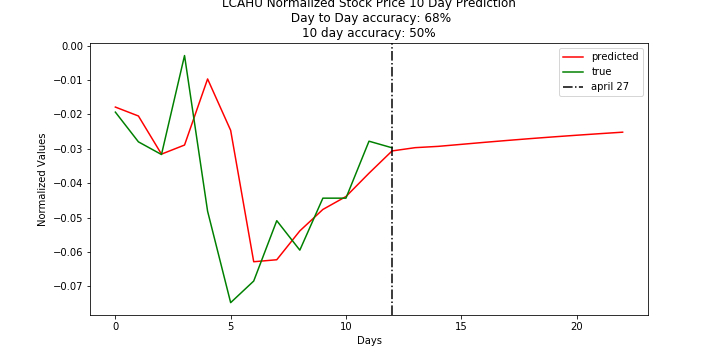 LCAHU Normalized Stock Price 10 Day Prediction
Day to Day accuracy: 68%
10 day accuracy: 50%
predicted
true
april 27
Normalized Values
0.00
−0.01
−0.02
−0.03
−0.04
−0.05
−0.06
−0.07
0 5 10 15 20
Days